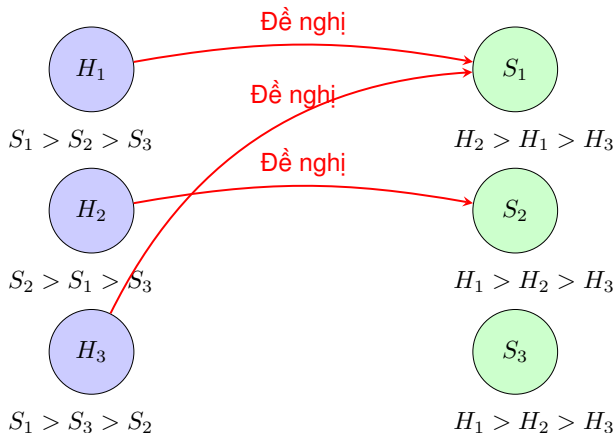 Đề nghị
H₁
S₁
Đề nghị
S₁ > S₂ > S₃
H₂ > H₁ > H₃
Đề nghị
H₂
S₂
S₂ > S₁ > S₃
H₁ > H₂ > H₃
H₃
S₃
S₁ > S₃ > S₂
H₁ > H₂ > H₃